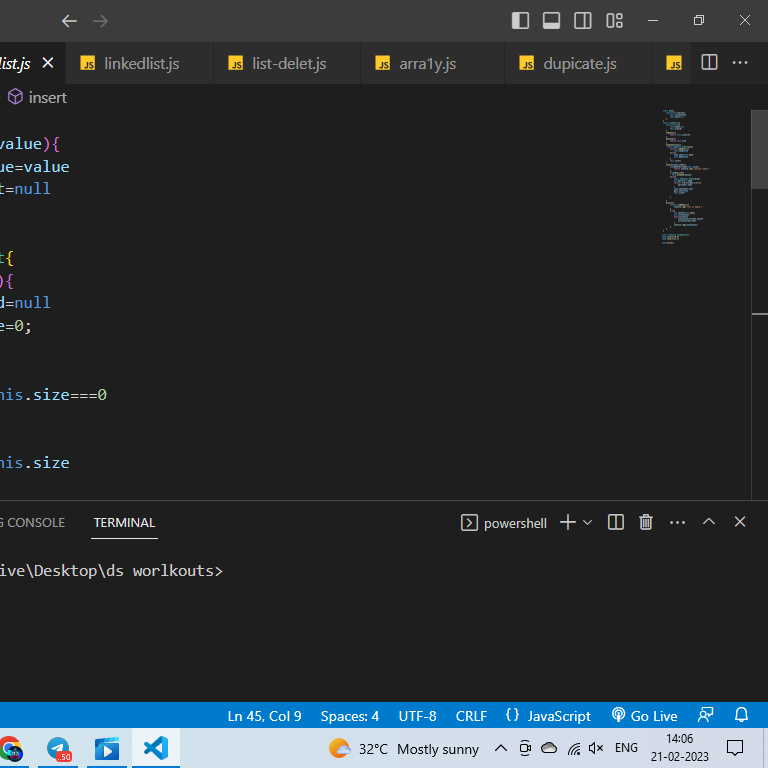 list.js
JS linkedlist.js
JS list-delet.js
JS arra1y.js
JS dupicate.js
JS
insert
value){
ue=value
t=null
t{
){
d=null
e=0;
his.size===0
his.size
G CONSOLE
TERMINAL
powershell
ive\Desktop\ds worlkouts>
Ln 45, Col 9
Spaces: 4
UTF-8
CRLF
{} JavaScript
Go Live
.50
32°C Mostly sunny
ENG
14:06
21-02-2023